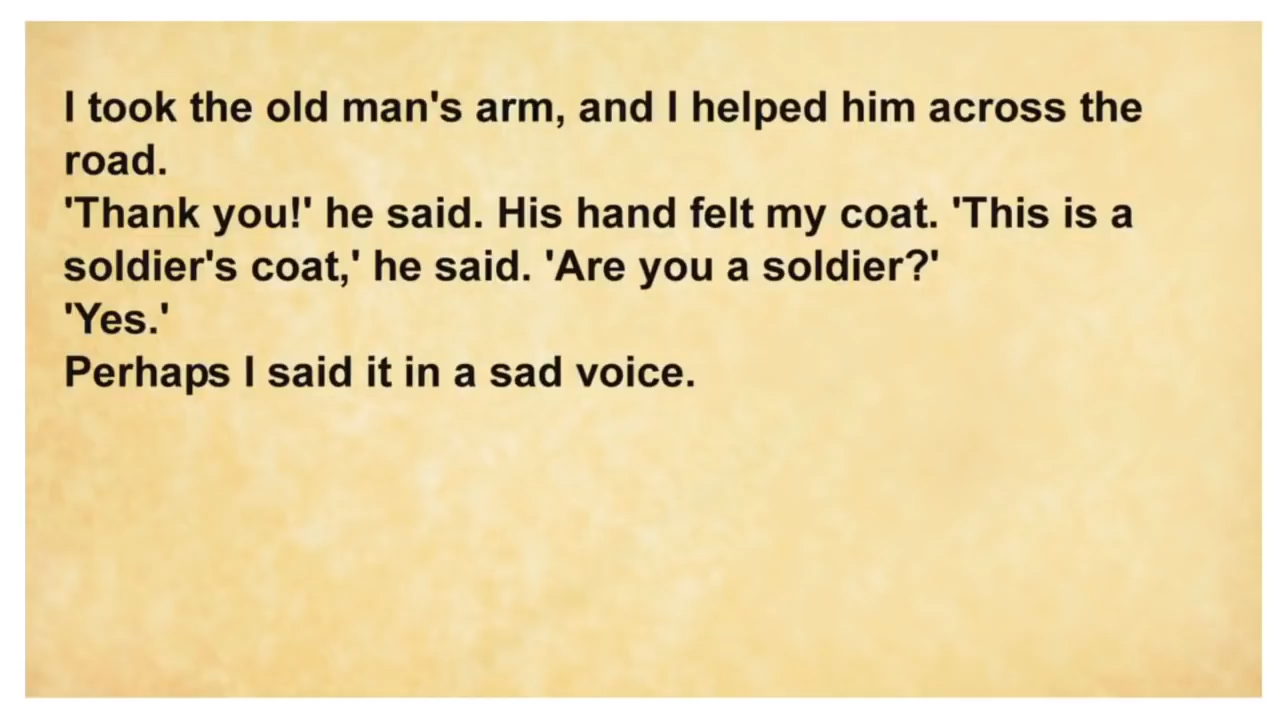 I took the old man's arm, and I helped him across the
road.
'Thank you!' he said. His hand felt my coat. 'This is a
soldier's coat,' he said. 'Are you a soldier?'
'Yes.'
Perhaps I said it in a sad voice.